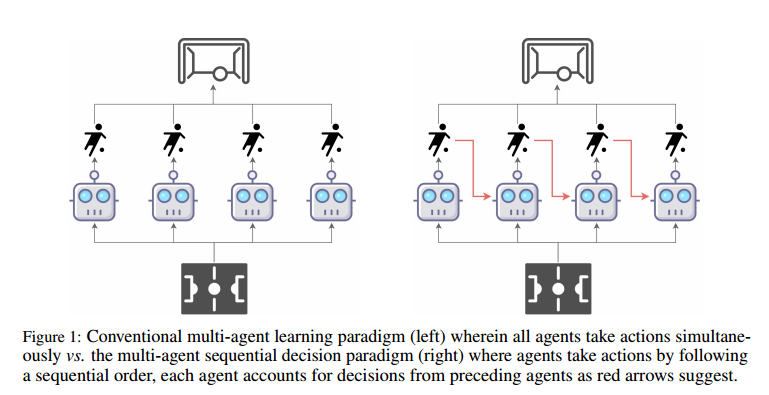 Figure 1: Conventional multi-agent learning paradigm (left) wherein all agents take actions simultane-
ously vs. the multi-agent sequential decision paradigm (right) where agents take actions by following
a sequential order, each agent accounts for decisions from preceding agents as red arrows suggest.